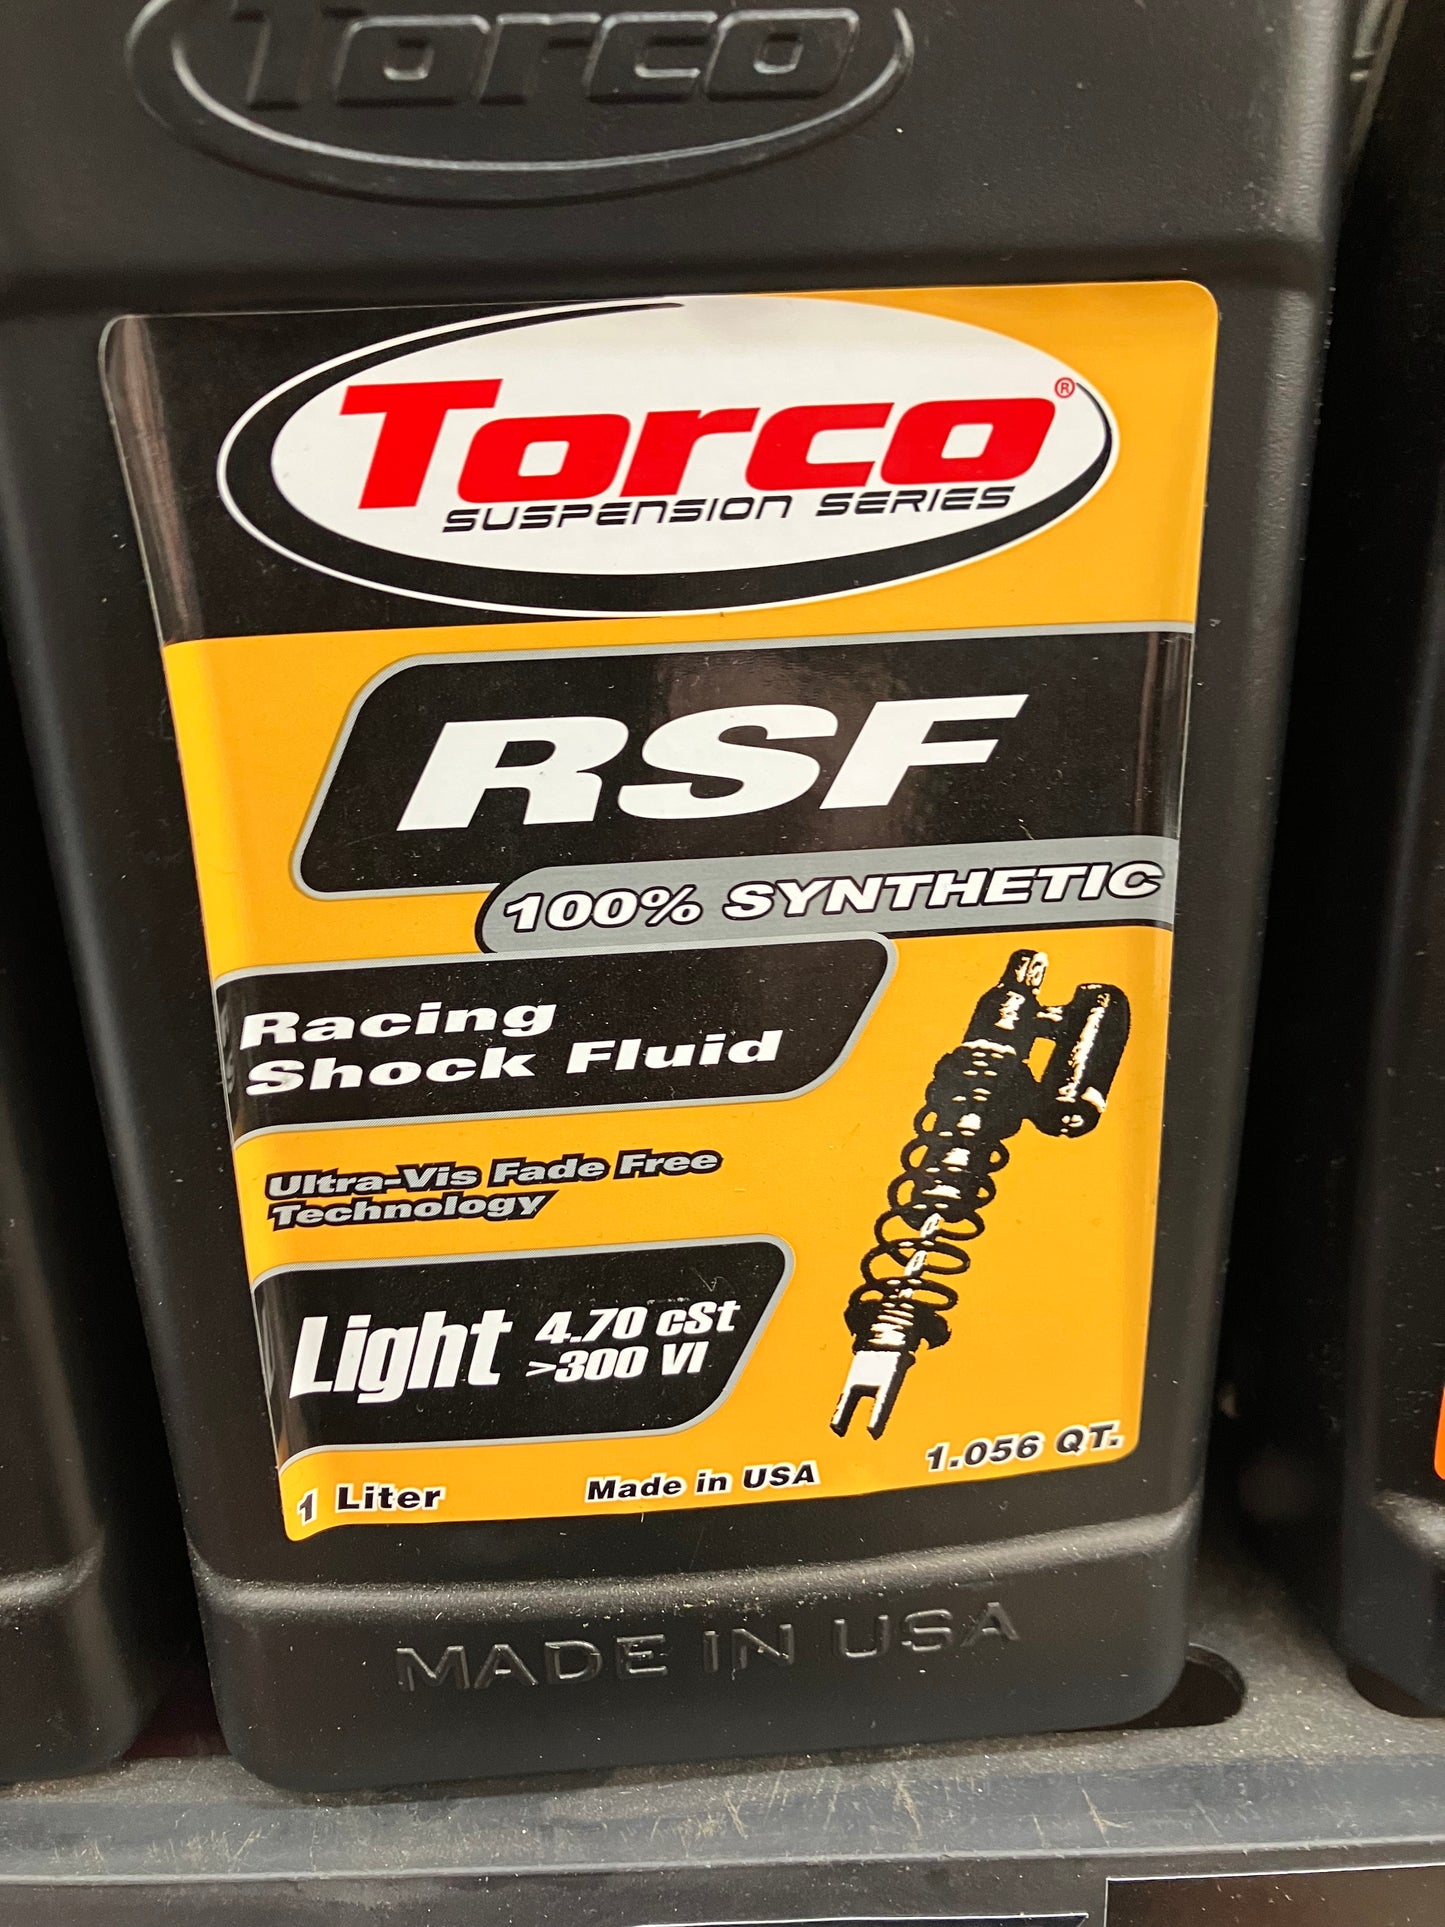 Torco
Torco®
SUSPENSION SERIES
RSF
100% SYNTHETIC
Racing
Shock Fluid
Ultra-Vis Fade Free
Technology
Light 4.70 cSt
>300 VI
1 Liter Made in USA 1.056 QT.
MADE IN USA